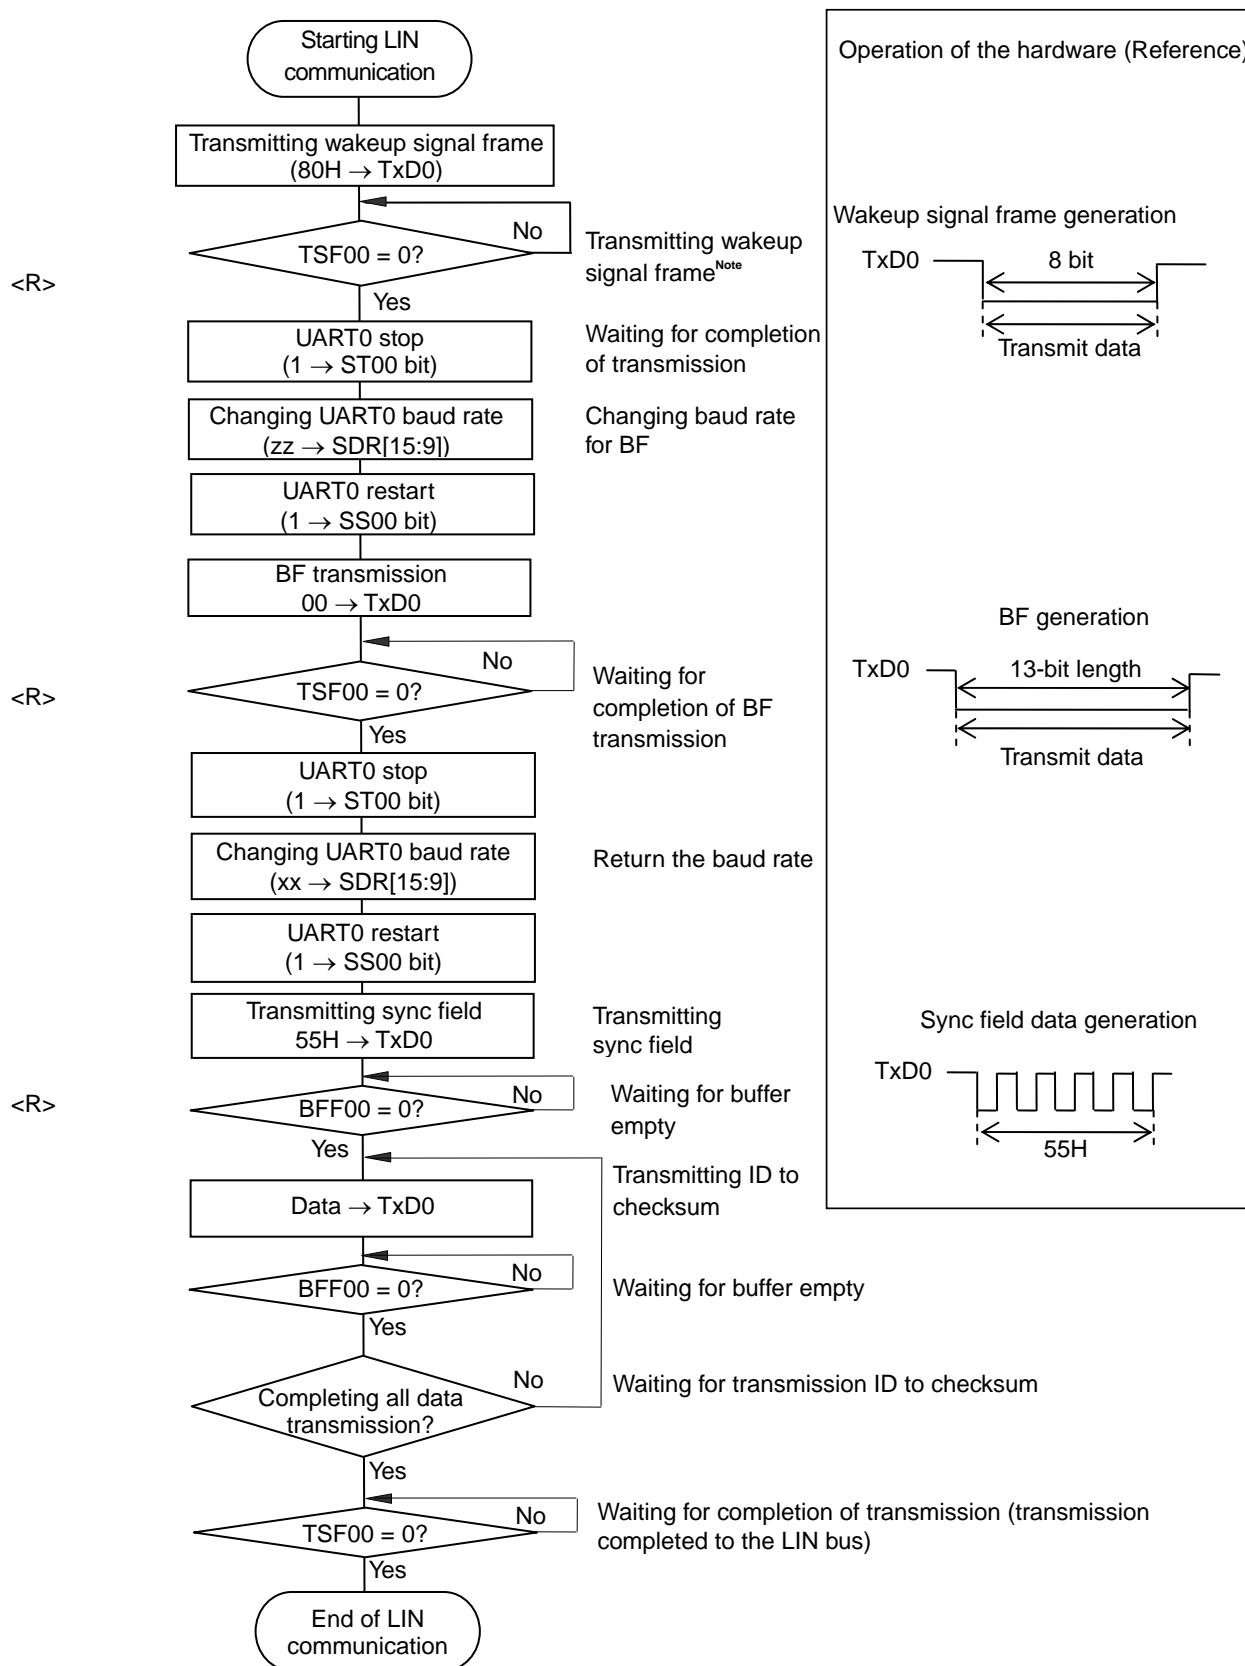 Starting LIN
communication
Transmitting wakeup signal frame
(80H → TxD0)
No
TSF00 = 0?
Transmitting wakeup
signal frame Note
<R>
Yes
UART0 stop
(1 → ST00 bit)
Waiting for completion
of transmission
Changing UART0 baud rate
(zz → SDR[15:9])
Changing baud rate
for BF
UART0 restart
(1 → SS00 bit)
BF transmission
00 → TxD0
No
TSF00 = 0?
<R>
Waiting for
completion of BF
transmission
Yes
UART0 stop
(1 → ST00 bit)
Changing UART0 baud rate
(xx → SDR[15:9])
Return the baud rate
UART0 restart
(1 → SS00 bit)
Transmitting sync field
55H → TxD0
Transmitting
sync field
No
BFF00 = 0?
<R>
Waiting for buffer
empty
Yes
Transmitting ID to
checksum
Data → TxD0
No
BFF00 = 0?
Waiting for buffer empty
Yes
No
Completing all data
transmission?
Waiting for transmission ID to checksum
Yes
No
TSF00 = 0?
Waiting for completion of transmission (transmission
completed to the LIN bus)
Yes
End of LIN
communication
Operation of the hardware (Reference)
Wakeup signal frame generation
TxD0
8 bit
Transmit data
BF generation
TxD0
13-bit length
Transmit data
Sync field data generation
TxD0
55H